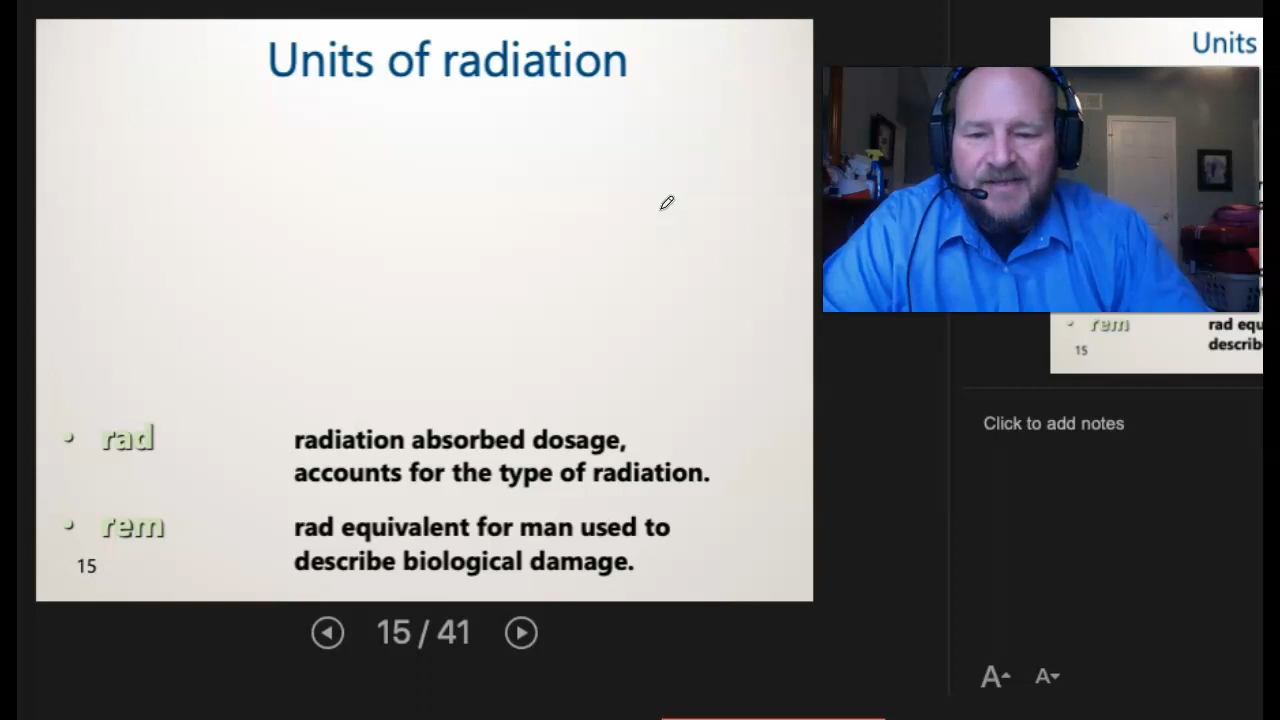 Units of radiation
• rad
radiation absorbed dosage,
accounts for the type of radiation.
• rem
rad equivalent for man used to
describe biological damage.
15
15 / 41
Units
• rem
rad equ
describ
15
Click to add notes
A
A